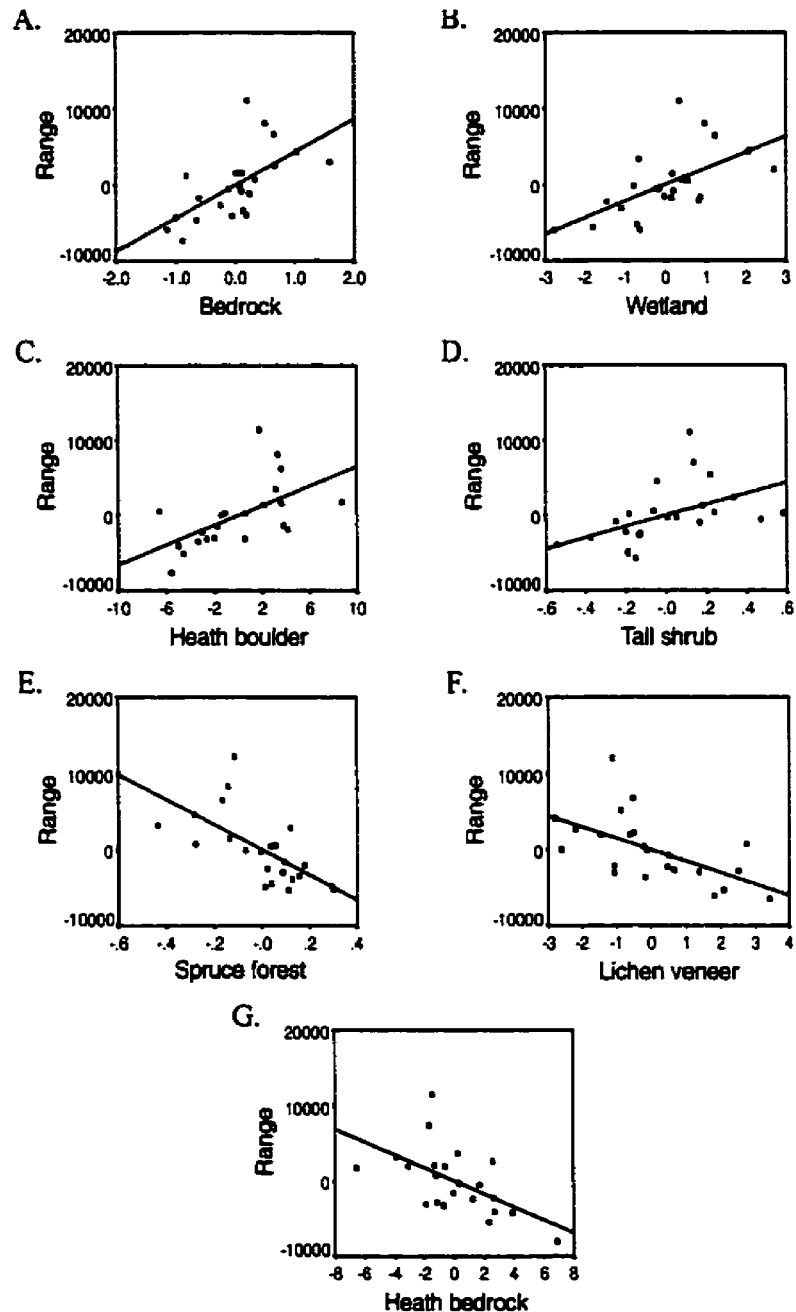 A.
20000
10000
0
-10000
Range
-2.0 -1.0 0.0 1.0 2.0
Bedrock
B.
20000
10000
0
-10000
Range
-3 -2 -1 0 1 2 3
Wetland
C.
20000
10000
0
-10000
Range
-10 -6 -2 2 6 10
Heath boulder
D.
20000
10000
0
-10000
Range
-.6 -.4 -.2 -.0 .2 .4 .6
Tall shrub
E.
20000
10000
0
-10000
Range
-.6 -.4 -.2 -.0 .2 .4
Spruce forest
F.
20000
10000
0
-10000
Range
-3 -2 -1 0 1 2 3 4
Lichen veneer
G.
20000
10000
0
-10000
Range
-8 -6 -4 -2 0 2 4 6 8
Heath bedrock